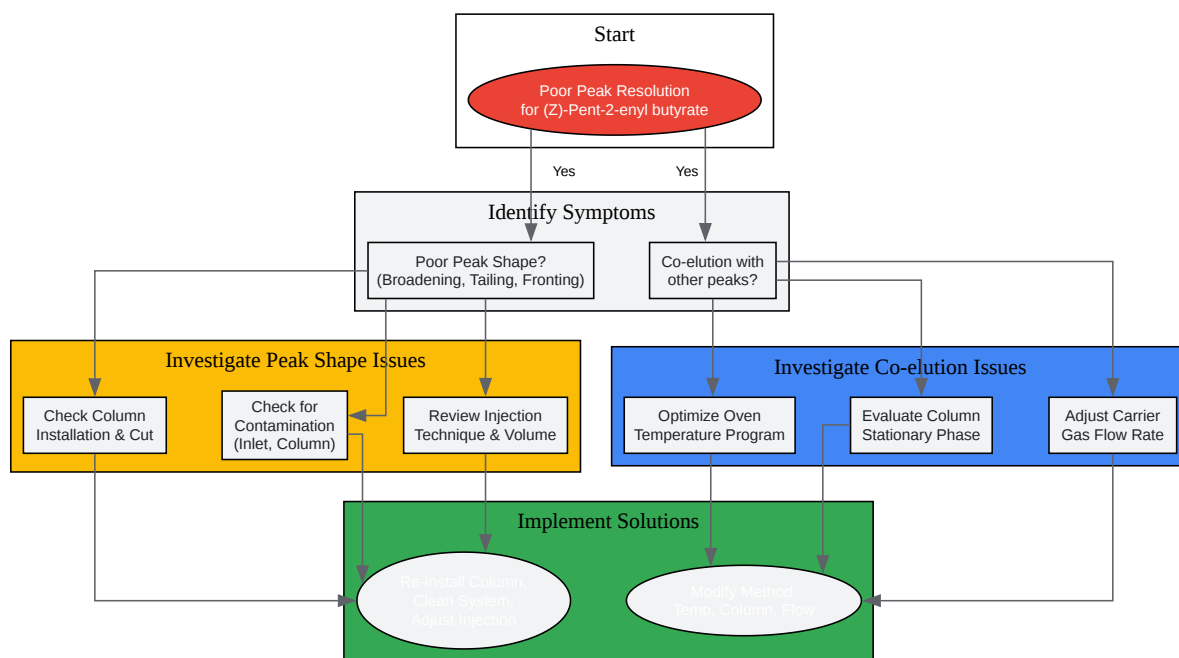 Start
Poor Peak Resolution
for (Z)-Pent-2-enyl butyrate
Yes
Yes
Identify Symptoms
Poor Peak Shape?
(Broadening, Tailing, Fronting)
Co-elution with
other peaks?
Investigate Peak Shape Issues
Check Column
Installation & Cut
Check for
Contamination
(Inlet, Column)
Review Injection
Technique & Volume
Investigate Co-elution Issues
Optimize Oven
Temperature Program
Evaluate Column
Stationary Phase
Adjust Carrier
Gas Flow Rate
Implement Solutions
Re-install Column,
Clean System,
Adjust Injection
Modify Method
Temp, Column, Flow